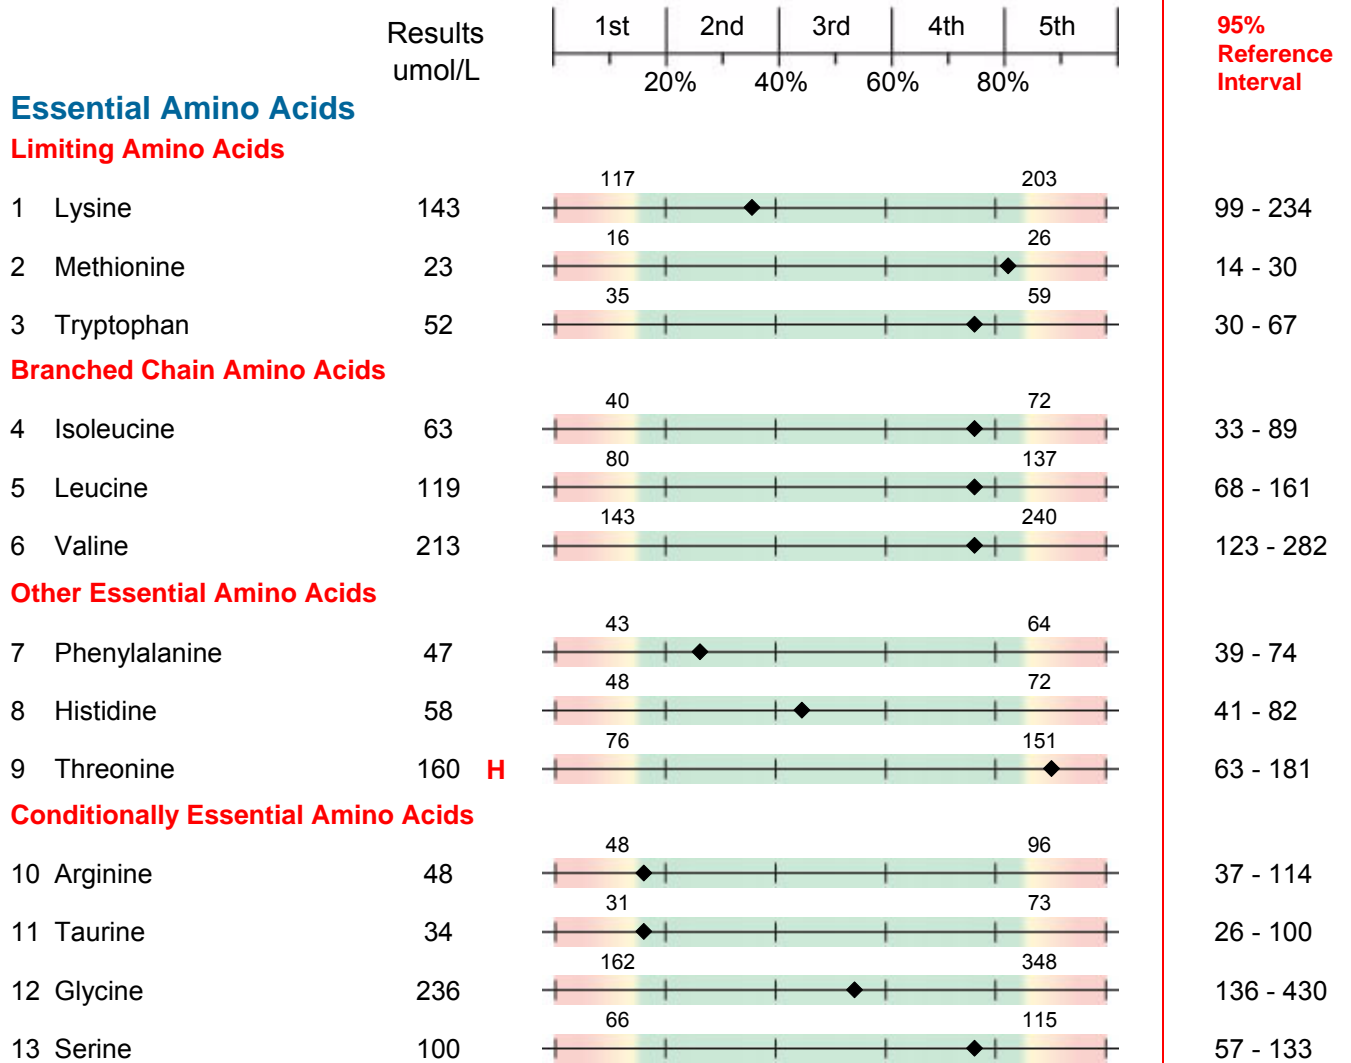 Results 1st 2nd 3rd 4th 5th 95%
umol/L 20% 40% 60% 80% Reference
Interval
Essential Amino Acids
Limiting Amino Acids
117 203
1 Lysine 143 99 - 234
16 26
2 Methionine 23 14 - 30
35 59
3 Tryptophan 52 30 - 67
Branched Chain Amino Acids
40 72
4 Isoleucine 63 33 - 89
80 137
5 Leucine 119 68 - 161
143 240
6 Valine 213 123 - 282
Other Essential Amino Acids
43 64
7 Phenylalanine 47 39 - 74
48 72
8 Histidine 58 41 - 82
76 151
9 Threonine 160 H 63 - 181
Conditionally Essential Amino Acids
48 96
10 Arginine 48 37 - 114
31 73
11 Taurine 34 26 - 100
162 348
12 Glycine 236 136 - 430
66 115
13 Serine 100 57 - 133